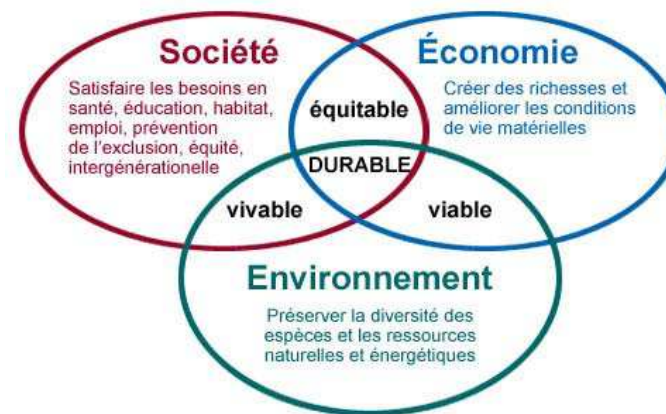 Société
Satisfaire les besoins en
santé, éducation, habitat,
emploi, prévention
de l'exclusion, équité,
intergénérationelle
Économie
Créer des richesses et
améliorer les conditions
de vie matérielles
équitable
DURABLE
vivable
viable
Environnement
Préserver la diversité des
espèces et les ressources
naturelles et énergétiques